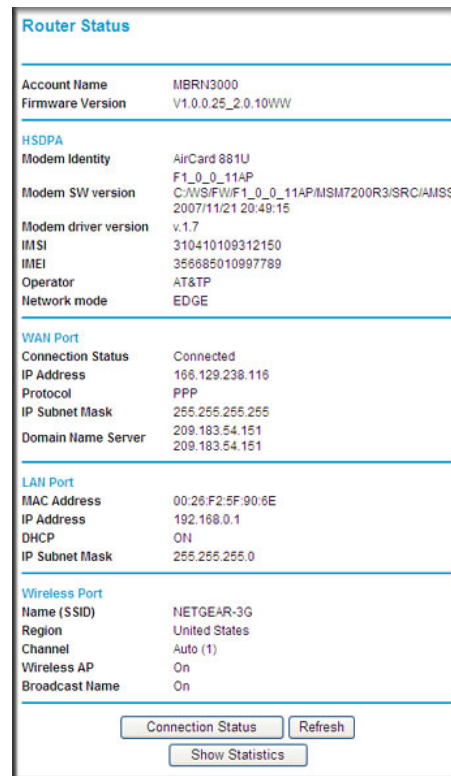 Router Status
Account Name MBRN3000
Firmware Version V1.0.0.25_2.0.10WW
HSDPA
Modem Identity AirCard 881U
Modem SW version F1_0_0_11AP
C:/WS/FW/F1_0_0_11AP/MSM7200R3/SRC/AMSS
2007/11/21 20:49:15
Modem driver version v.1.7
IMSI 310410109312150
IMEI 356685010997789
Operator AT&TP
Network mode EDGE
WAN Port
Connection Status Connected
IP Address 166.129.238.116
Protocol PPP
IP Subnet Mask 255.255.255.255
Domain Name Server 209.183.54.151
209.183.54.151
LAN Port
MAC Address 00:26:F2:5F:90:6E
IP Address 192.168.0.1
DHCP ON
IP Subnet Mask 255.255.255.0
Wireless Port
Name (SSID) NETGEAR-3G
Region United States
Channel Auto (1)
Wireless AP On
Broadcast Name On
Connection Status Refresh
Show Statistics